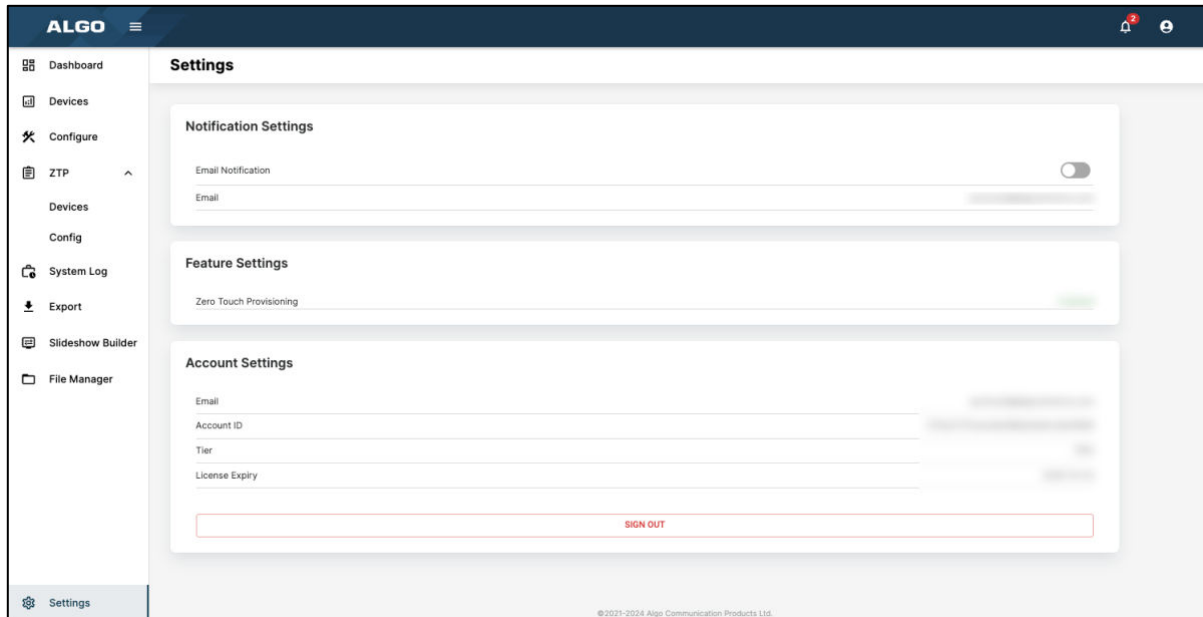 ALGO
2
Dashboard
Devices
Configure
ZTP
Devices
Config
System Log
Export
Slideshow Builder
File Manager
Settings
Settings
Notification Settings
Email Notification
Email
Feature Settings
Zero Touch Provisioning
Account Settings
Email
Account ID
Tier
License Expiry
SIGN OUT
©2021-2024 Algo Communication Products Ltd.